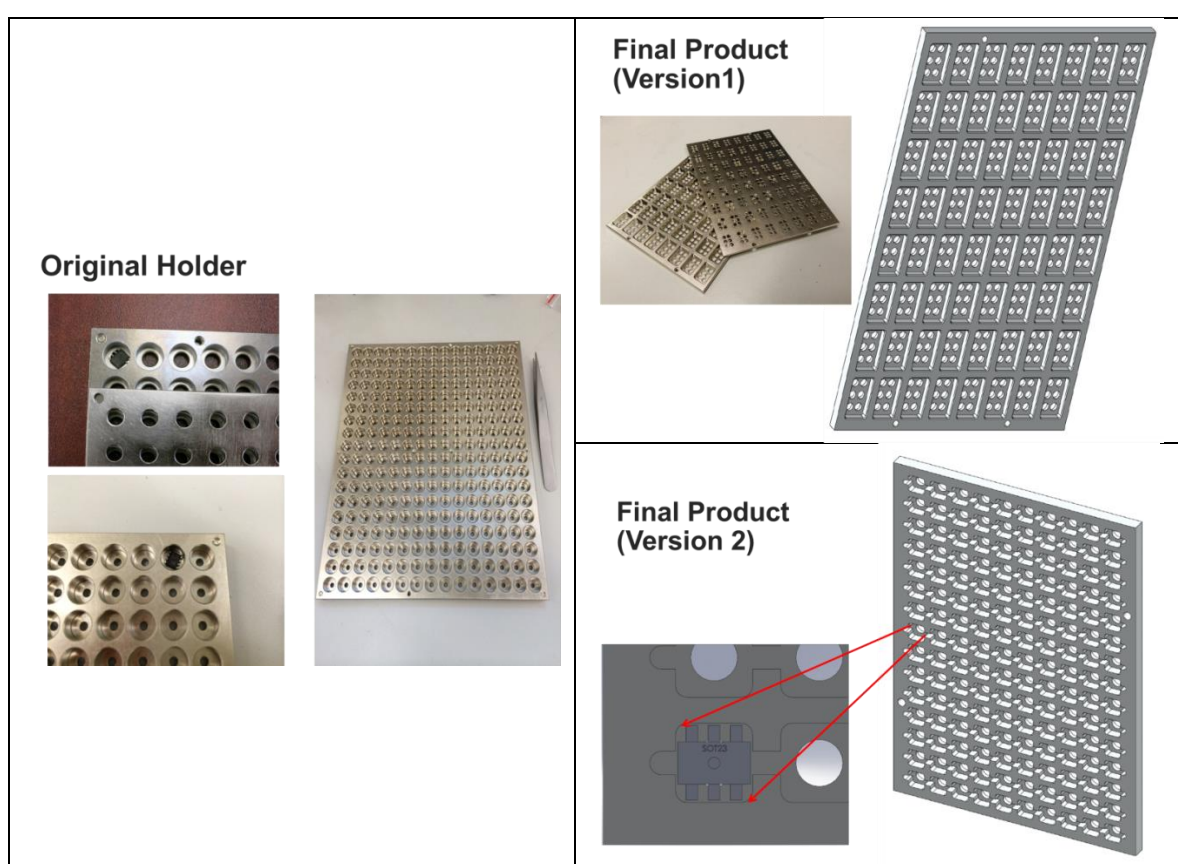 Original Holder
Final Product
(Version1)
Final Product
(Version 2)
SOT23